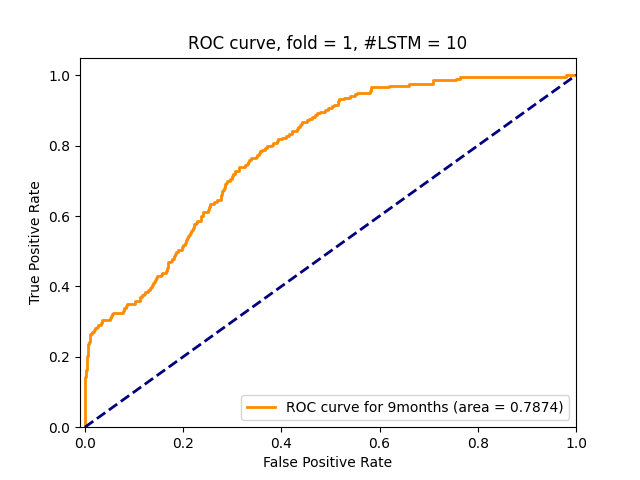 ROC curve, fold = 1, #LSTM = 10
True Positive Rate
1.0
0.8
0.6
0.4
0.2
0.0
ROC curve for 9months (area = 0.7874)
0.0 0.2 0.4 0.6 0.8 1.0
False Positive Rate